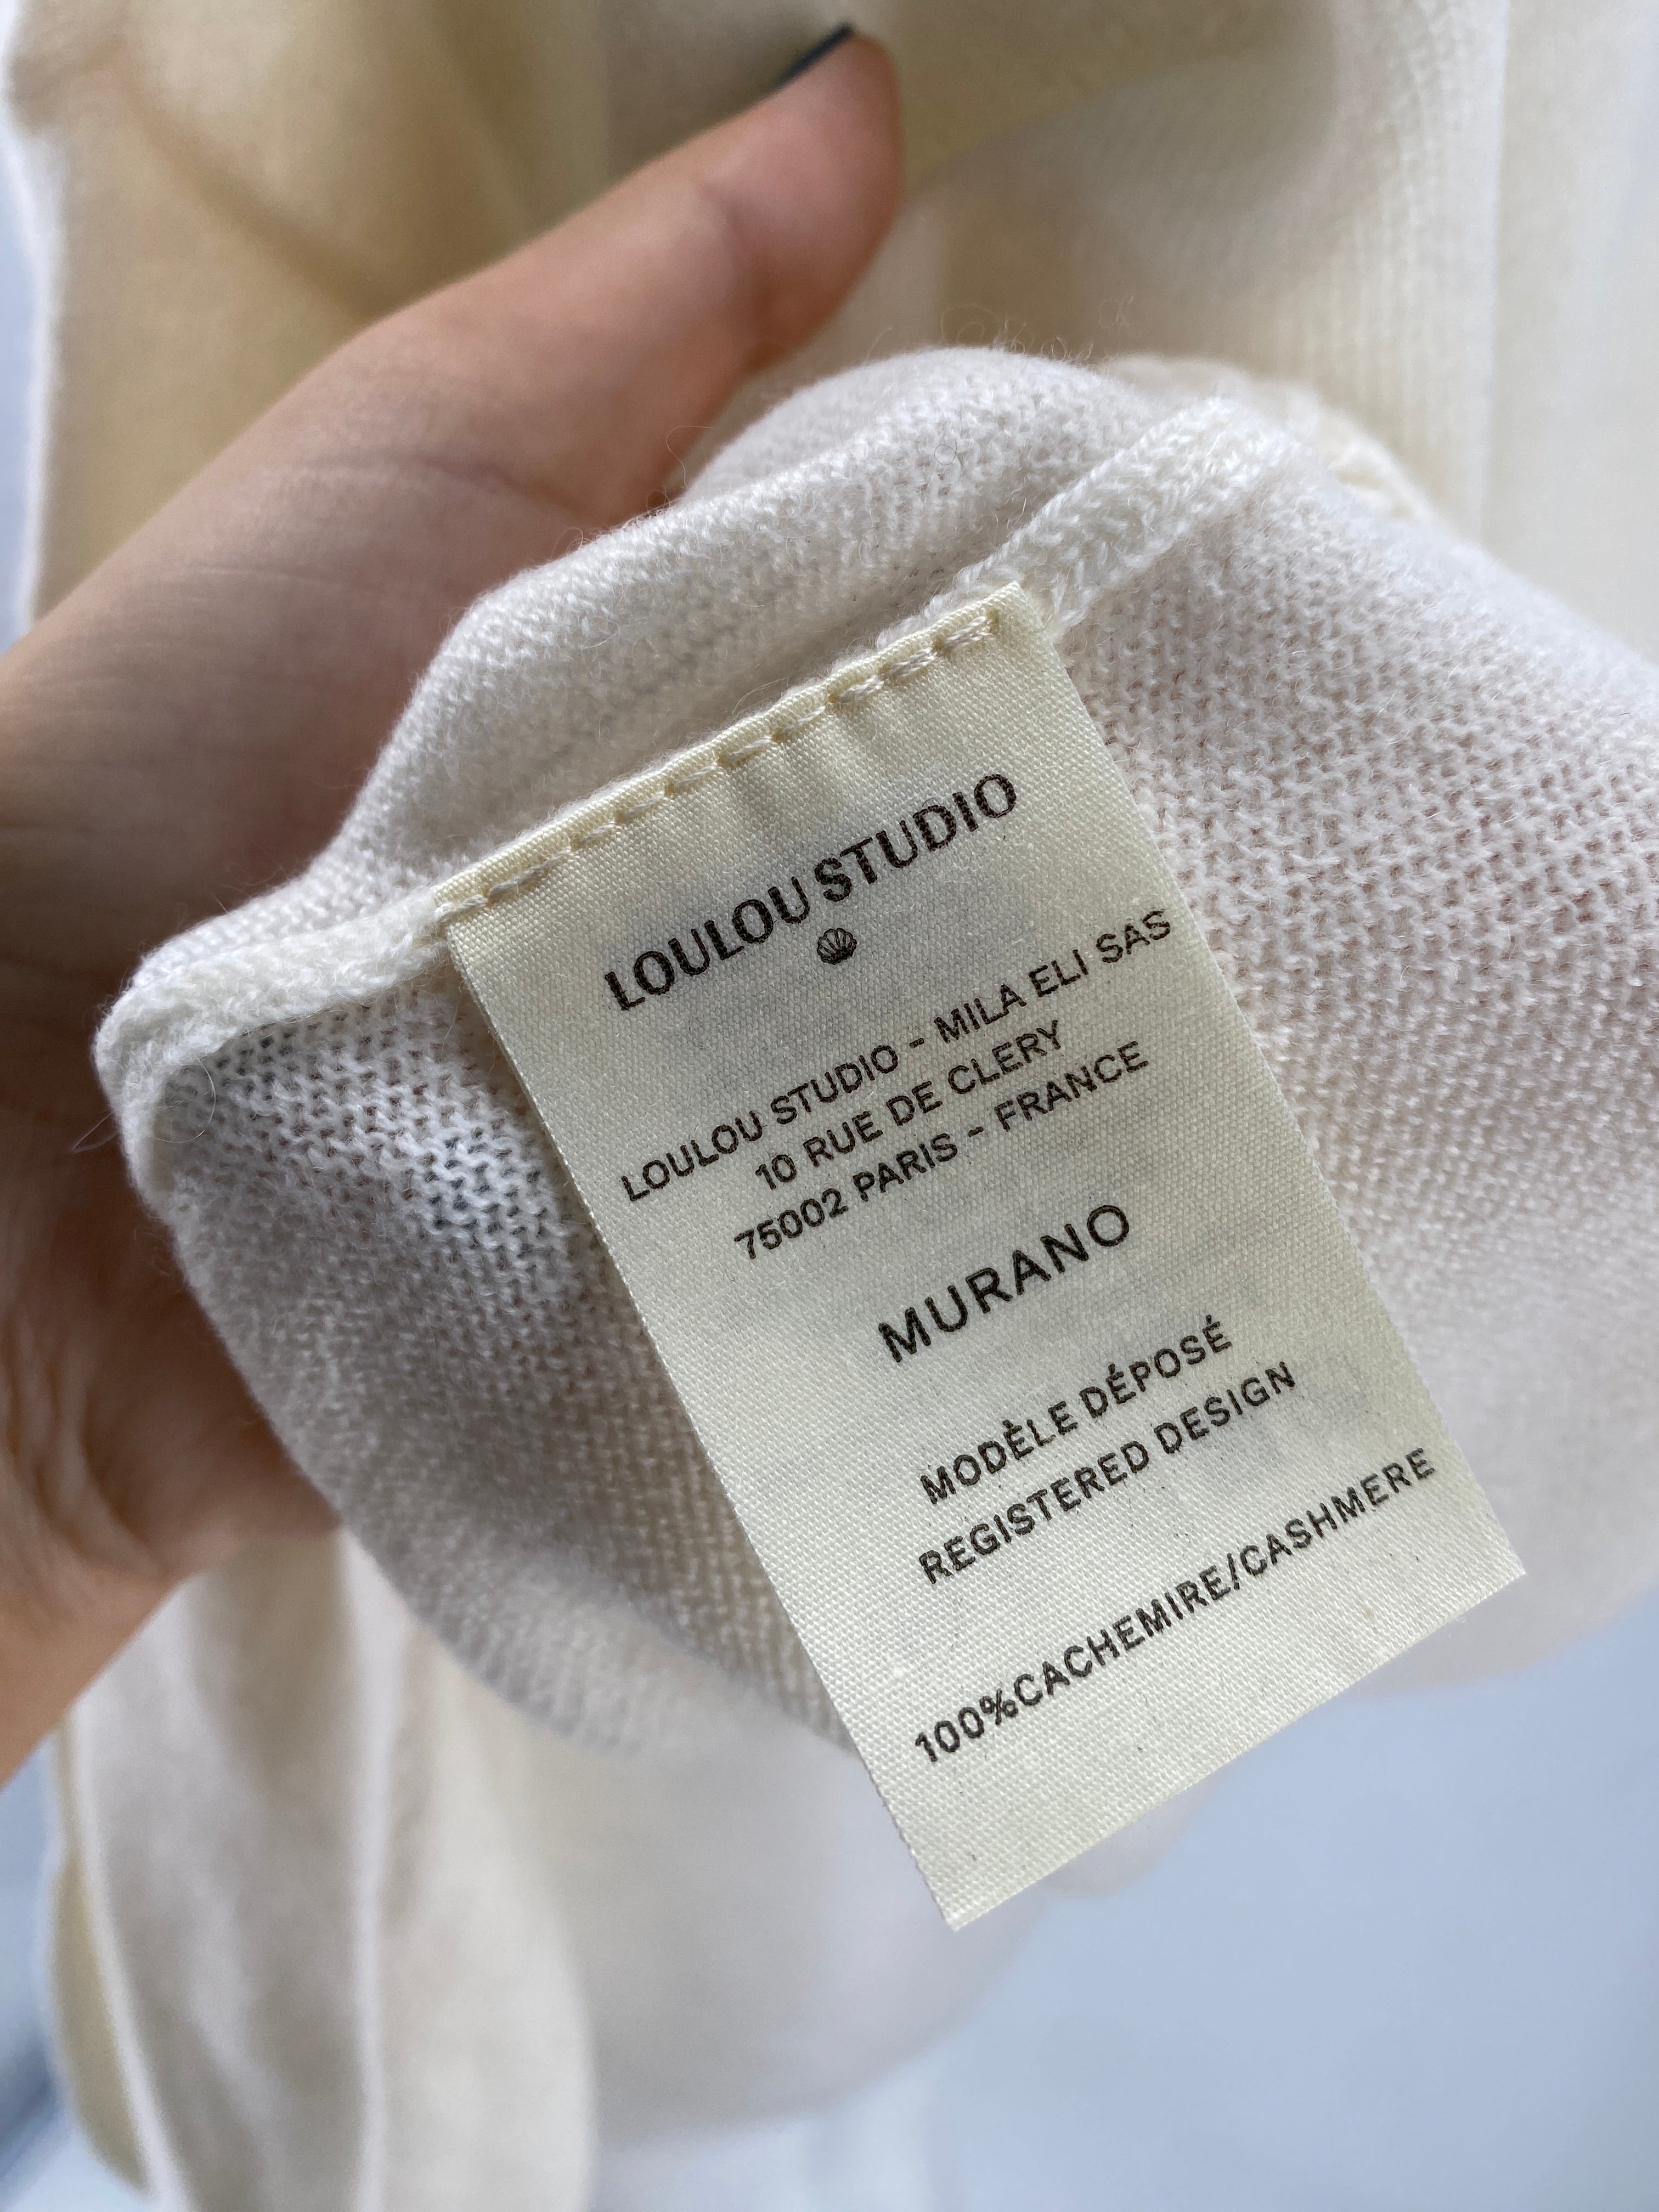 LOULOU STUDIO
LOULOU STUDIO - MILA ELI SAS
10 RUE DE CLERY
75002 PARIS - FRANCE
MURANO
MODÈLE DÉPOSÉ
REGISTERED DESIGN
100%CACHEMIRE/CASHMERE